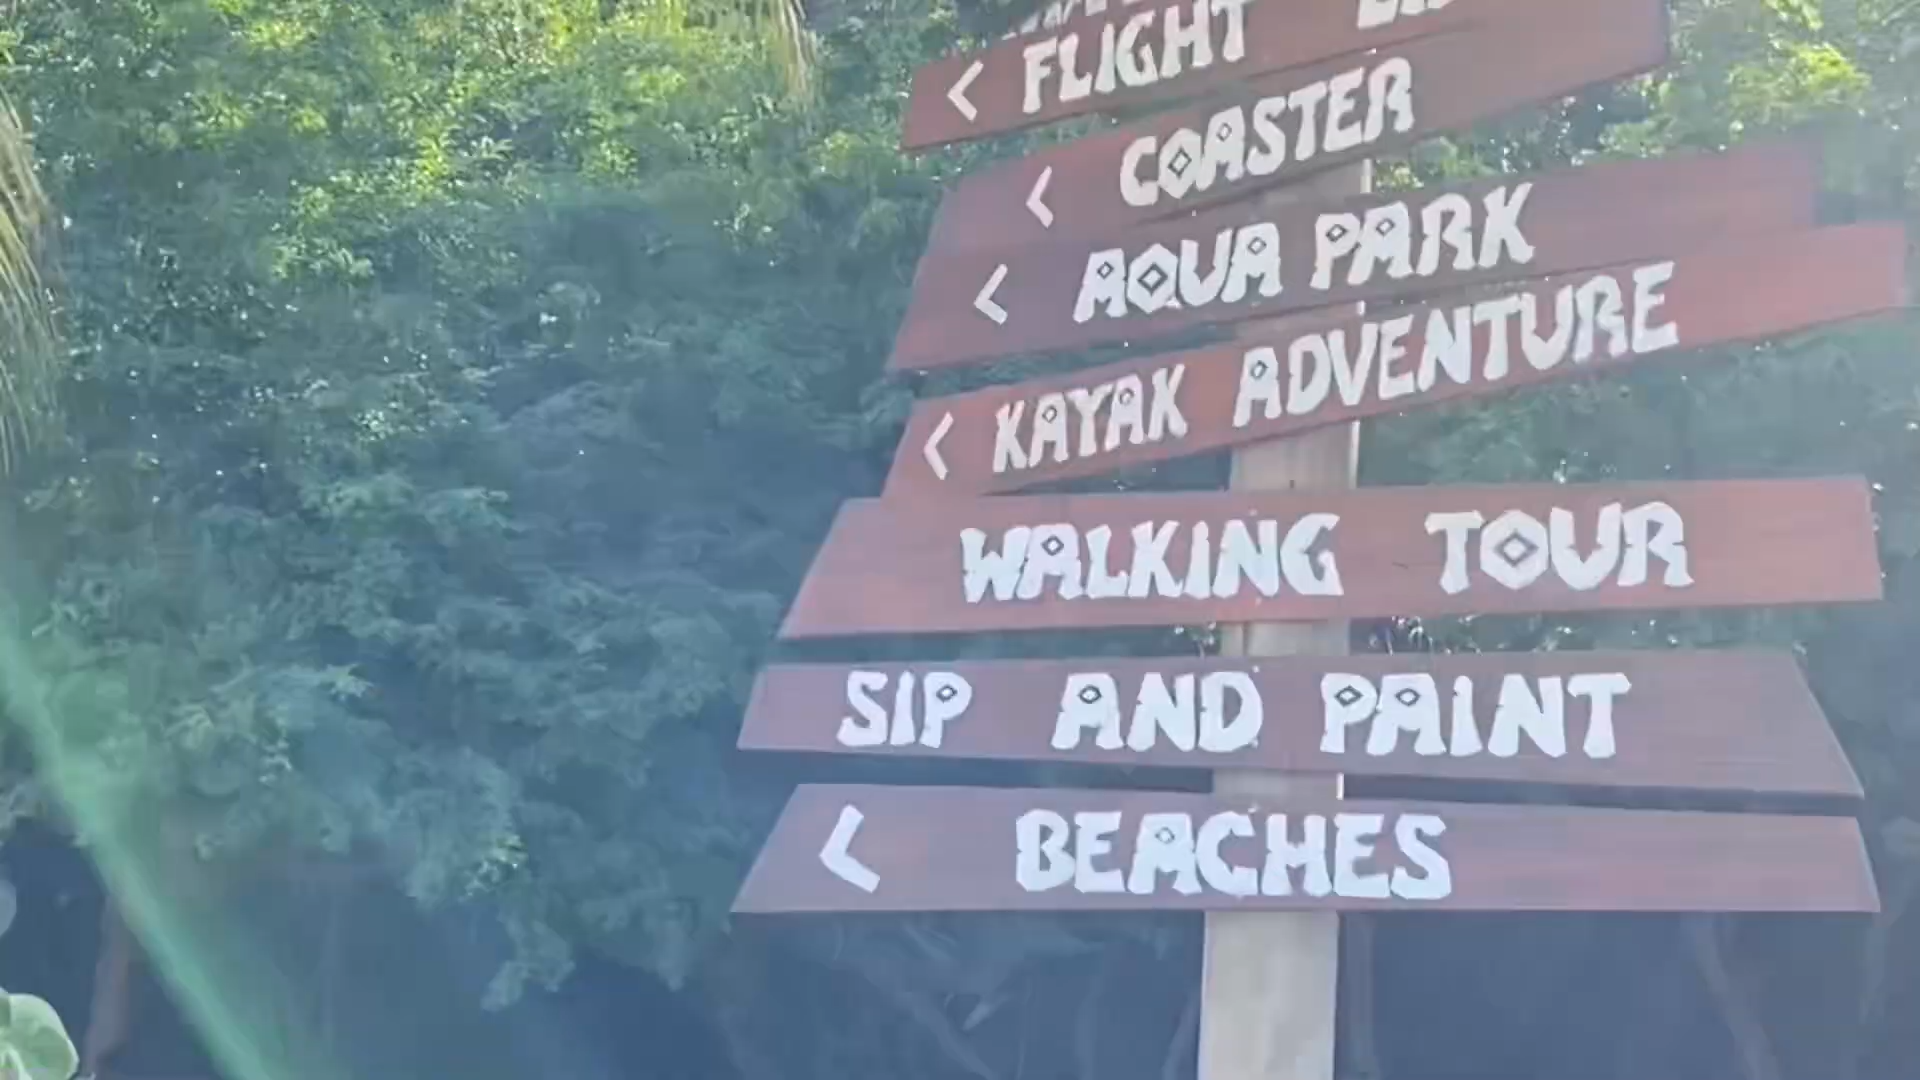 < FLIGHT
< COASTER
< AQUA PARK
< KAYAK ADVENTURE
WALKING TOUR
SIP AND PAINT
< BEACHES